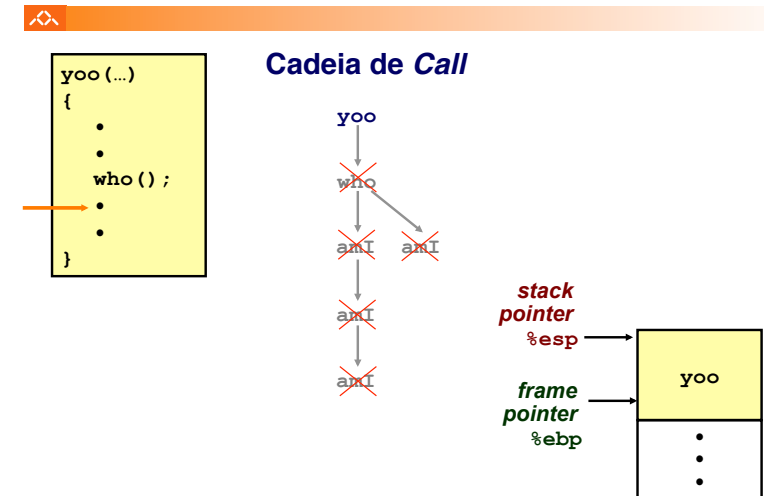 Cadeia de Call
yoo(…)
{
•
•
who();
•
•
}
yoo
who
amI amI
amI
amI
stack
pointer
%esp
yoo
frame
pointer
%ebp
•
•
•